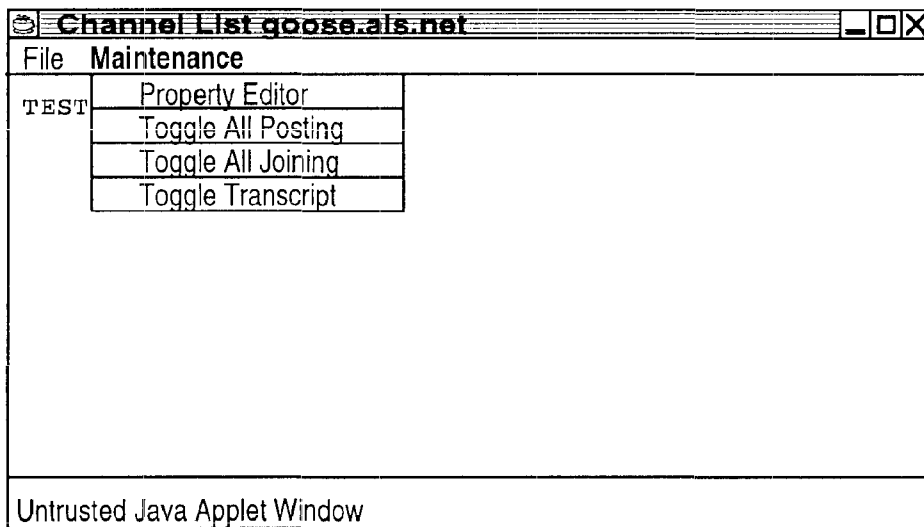 Channel List goose.als.net
File Maintenance
TEST
Property Editor
Toggle All Posting
Toggle All Joining
Toggle Transcript
Untrusted Java Applet Window